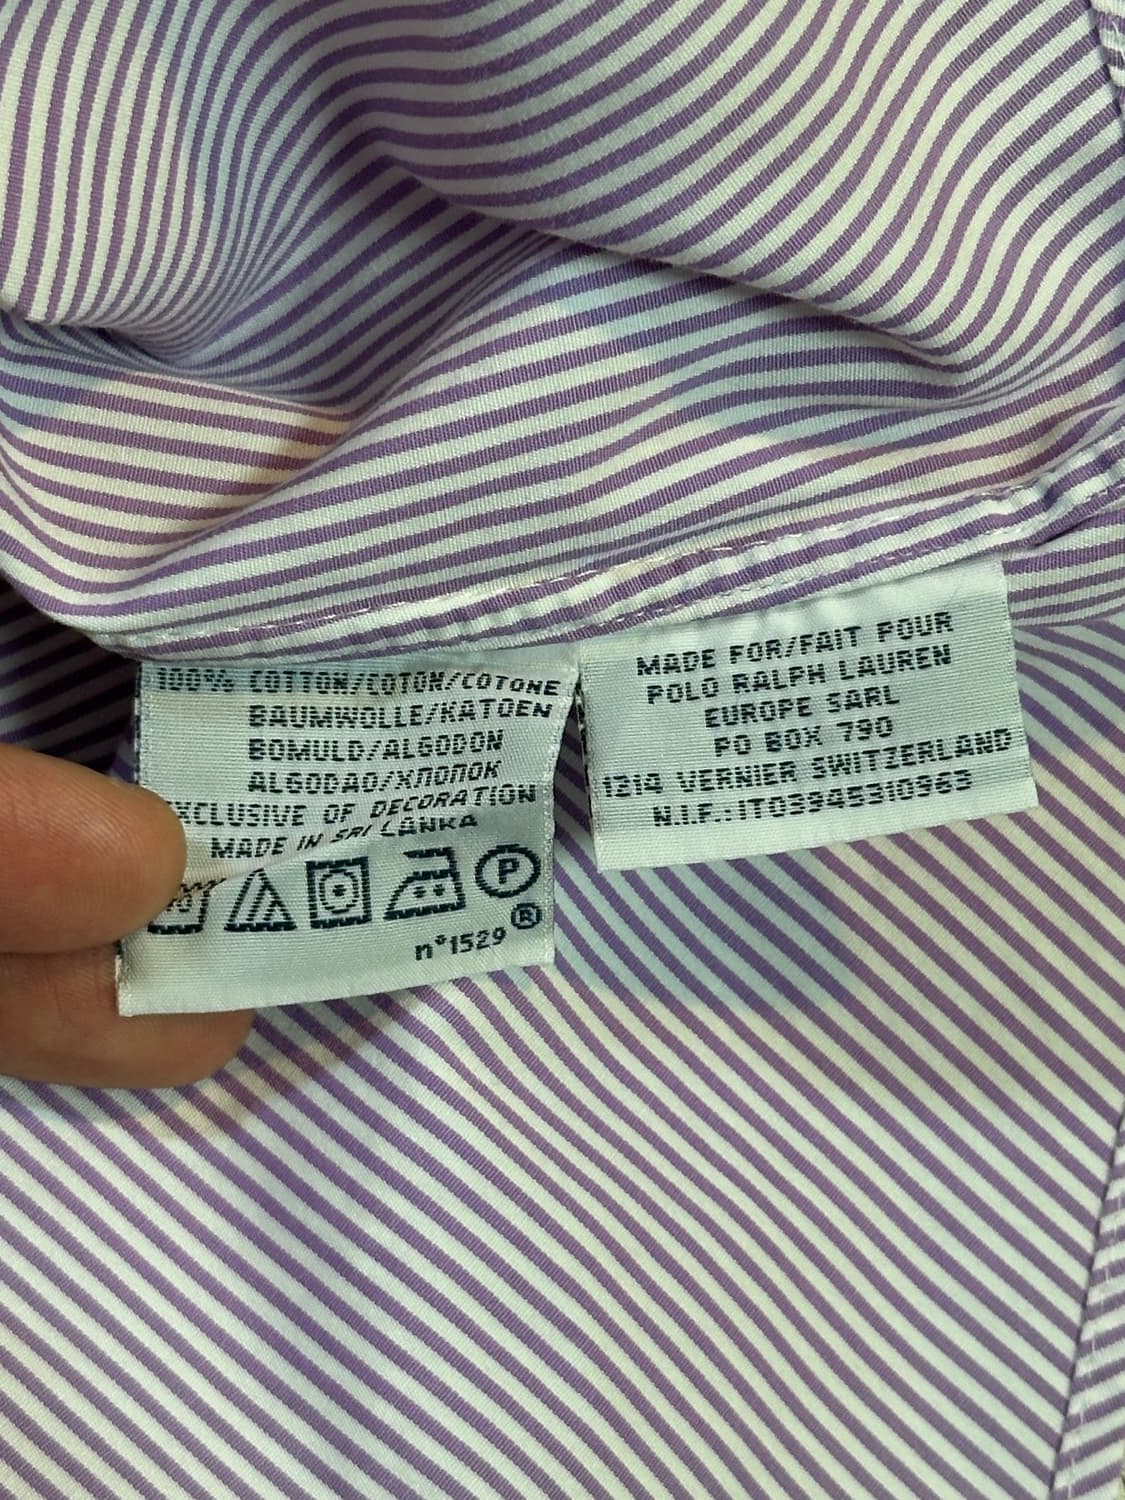 100% COTTON/COTON/COTONE
BAUMWOLLE/KATOEN
BOMULD/ALGODON
ALGODAO/ХЛОПОК
EXCLUSIVE OF DECORATION
MADE IN SRI LANKA
P
®
n°1529
MADE FOR/FAIT POUR
POLO RALPH LAUREN
EUROPE SARL
PO BOX 790
1214 VERNIER SWITZERLAND
N.I.F.:IT03945310963